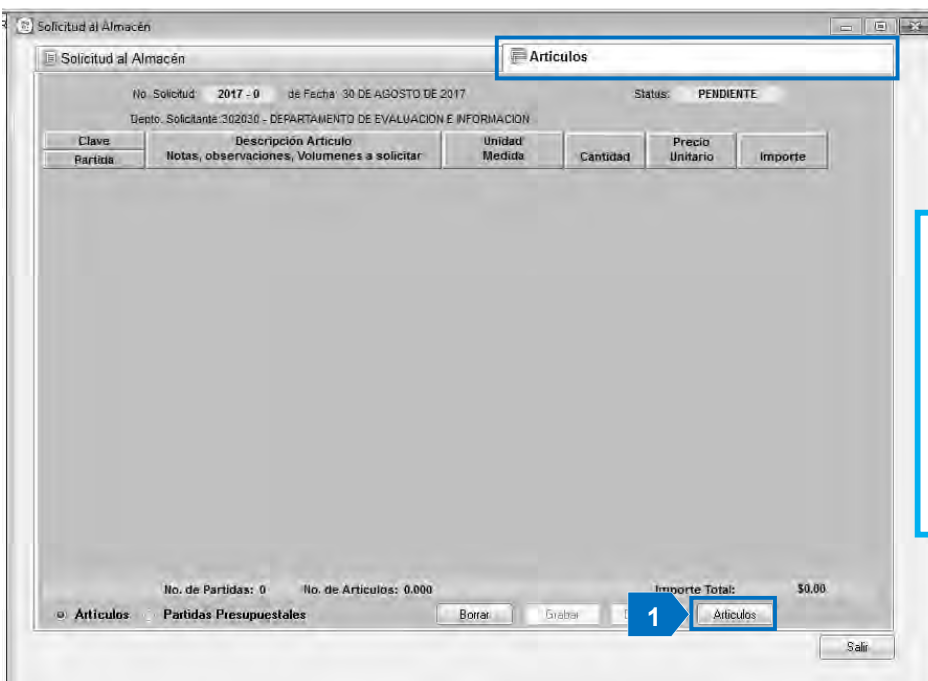 Solicitud al Almacén
Solicitud al Almacén Articulos
No. Solicitud: 2017 - 0 de Fecha 30 DE AGOSTO DE 2017 Status: PENDIENTE
Depto. Solicitante: 302030 - DEPARTAMENTO DE EVALUACION E INFORMACION
Clave Descripción Articulo Unidad Precio
Partida Notas, observaciones, Volumenes a solicitar Medida Cantidad Unitario Importe
No. de Partidas: 0 No. de Articulos: 0.000 Importe Total: $0.00
Articulos Partidas Presupuestales Borrar Grabar 1 Articulos
Salir